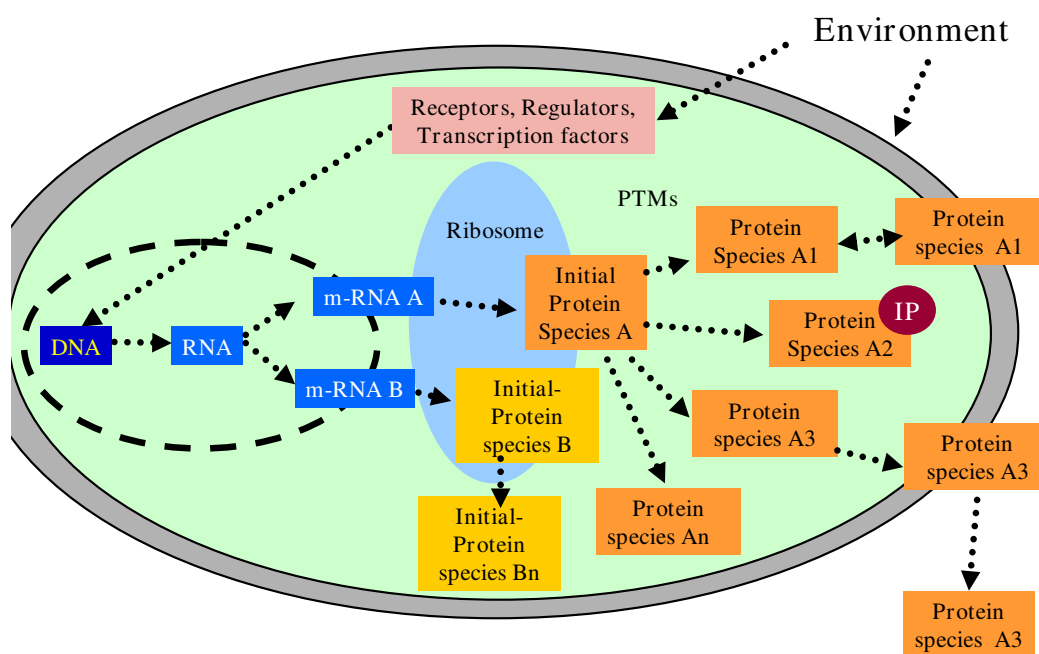 Environment
Receptors, Regulators,
Transcription factors
PTMs
Ribosome
Protein
Species A1
Protein
species A1
Initial
Protein
Species A
m-RNA A
IP
Protein
Species A2
DNA
RNA
m-RNA B
Initial-
Protein
species B
Protein
species A3
Protein
species A3
Initial-
Protein
species Bn
Protein
species An
Protein
species A3